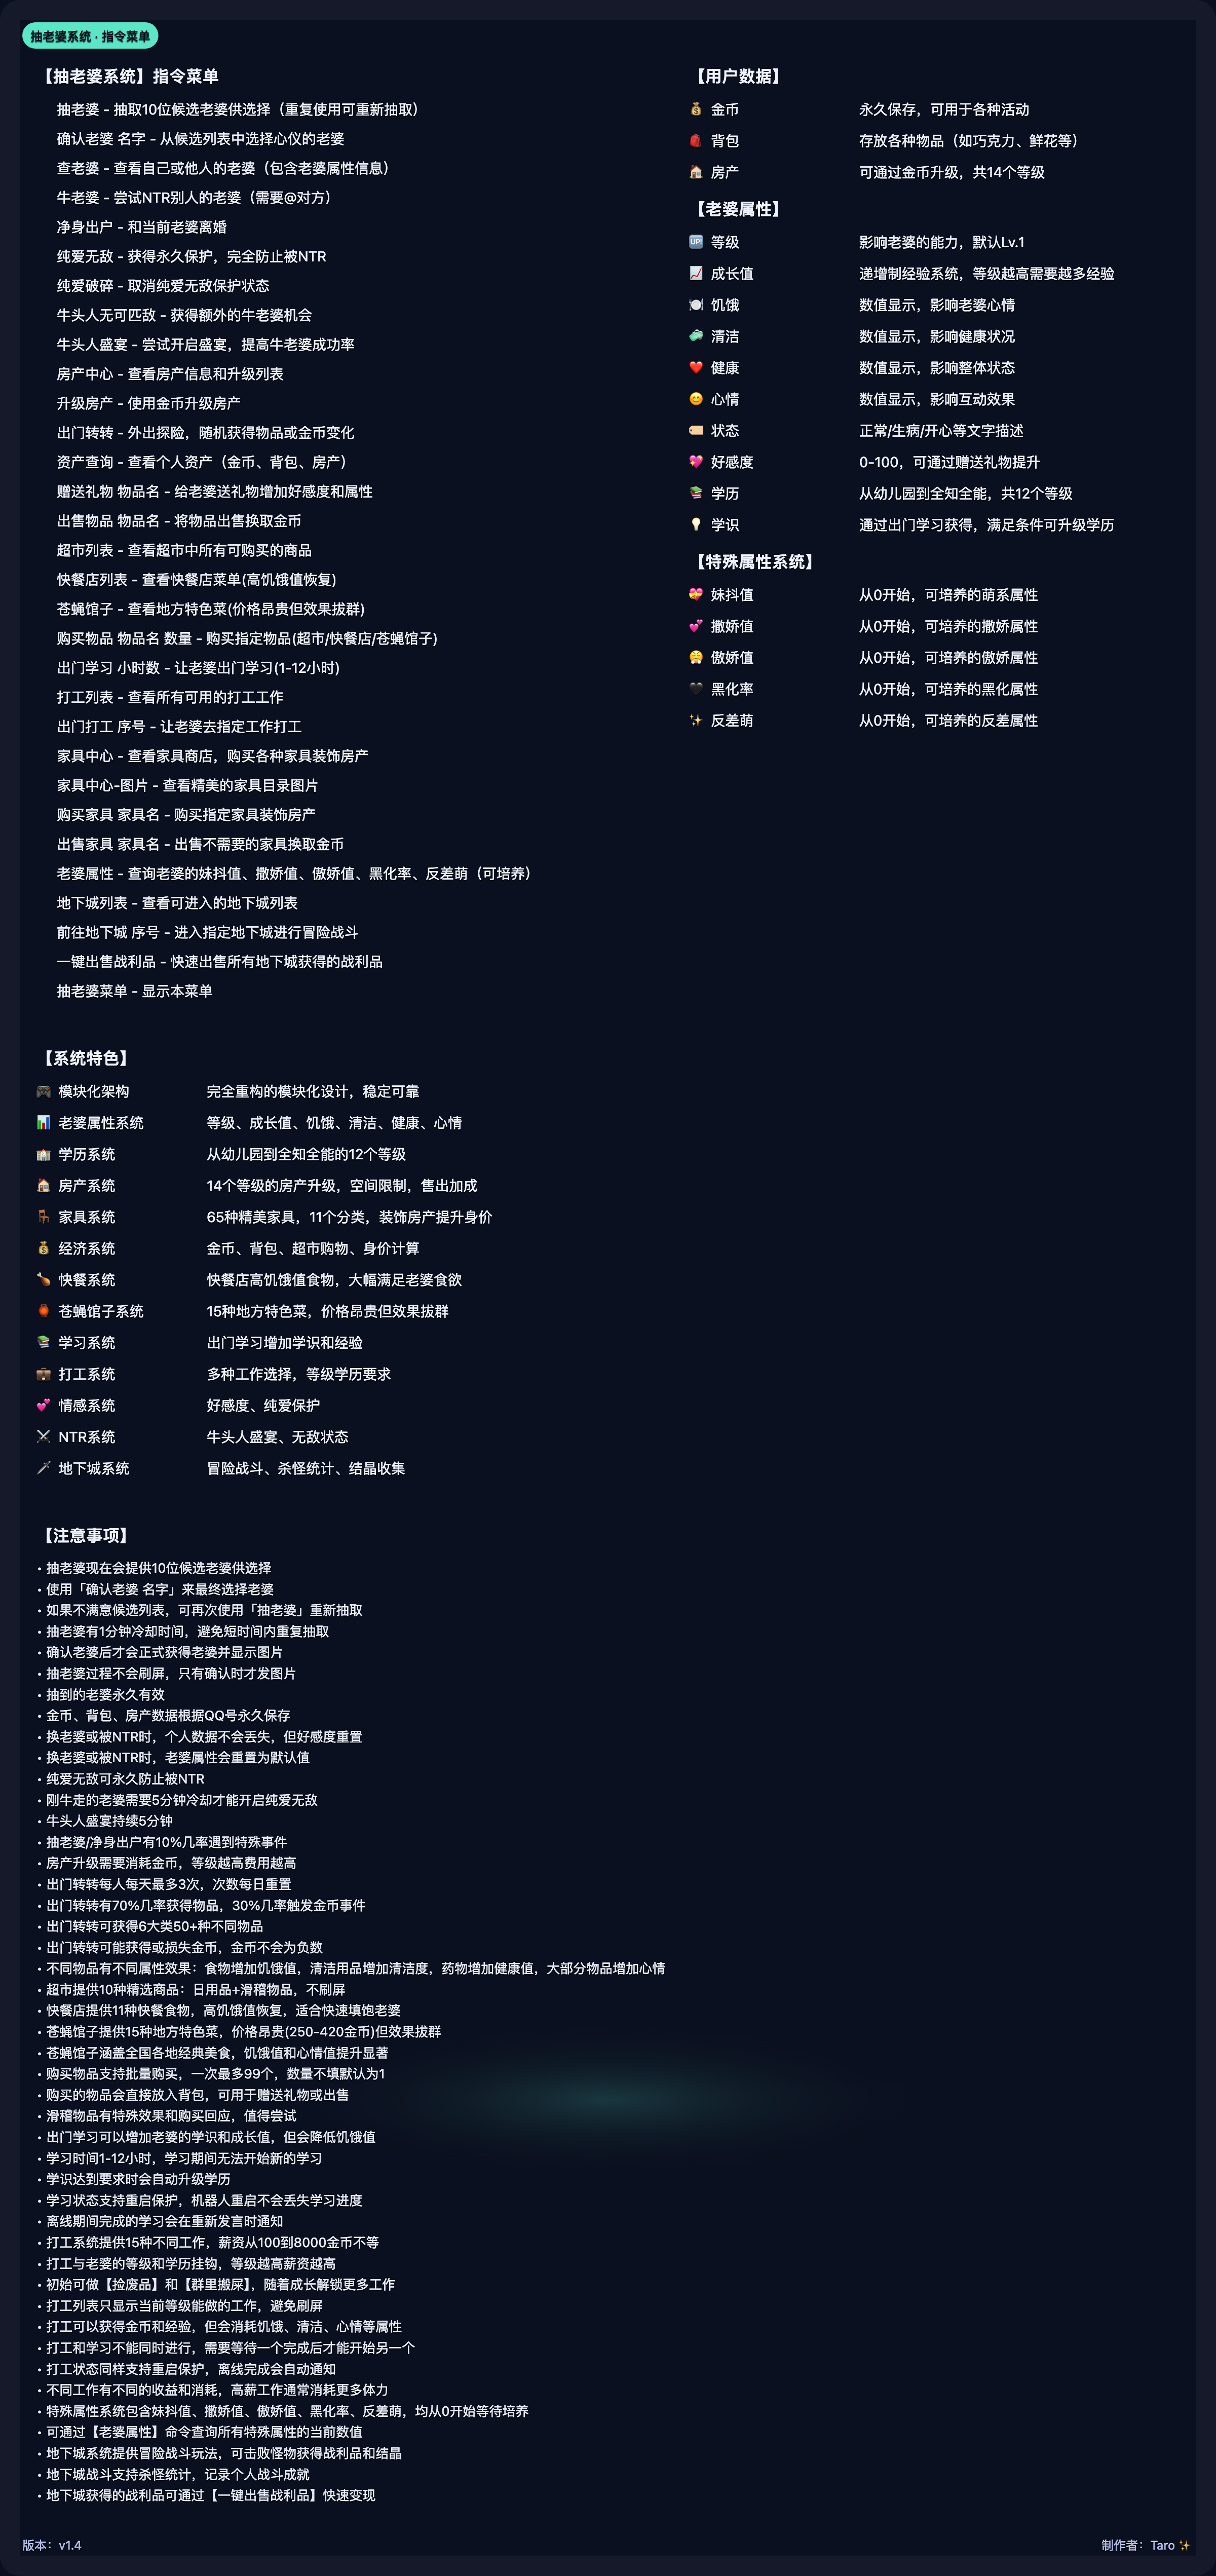 抽老婆系统 · 指令菜单
【抽老婆系统】指令菜单
抽老婆 - 抽取10位候选老婆供选择（重复使用可重新抽取）
确认老婆 名字 - 从候选列表中选择心仪的老婆
查老婆 - 查看自己或他人的老婆（包含老婆属性信息）
牛老婆 - 尝试NTR别人的老婆（需要@对方）
净身出户 - 和当前老婆离婚
纯爱无敌 - 获得永久保护，完全防止被NTR
纯爱破碎 - 取消纯爱无敌保护状态
牛头人无可匹敌 - 获得额外的牛老婆机会
牛头人盛宴 - 尝试开启盛宴，提高牛老婆成功率
房产中心 - 查看房产信息和升级列表
升级房产 - 使用金币升级房产
出门转转 - 外出探险，随机获得物品或金币变化
资产查询 - 查看个人资产（金币、背包、房产）
赠送礼物 物品名 - 给老婆送礼物增加好感度和属性
出售物品 物品名 - 将物品出售换取金币
超市列表 - 查看超市中所有可购买的商品
快餐店列表 - 查看快餐店菜单(高饥饿值恢复)
苍蝇馆子 - 查看地方特色菜(价格昂贵但效果拔群)
购买物品 物品名 数量 - 购买指定物品(超市/快餐店/苍蝇馆子)
出门学习 小时数 - 让老婆出门学习(1-12小时)
打工列表 - 查看所有可用的打工工作
出门打工 序号 - 让老婆去指定工作打工
家具中心 - 查看家具商店，购买各种家具装饰房产
家具中心-图片 - 查看精美的家具目录图片
购买家具 家具名 - 购买指定家具装饰房产
出售家具 家具名 - 出售不需要的家具换取金币
老婆属性 - 查询老婆的妹抖值、撒娇值、傲娇值、黑化率、反差萌（可培养）
地下城列表 - 查看可进入的地下城列表
前往地下城 序号 - 进入指定地下城进行冒险战斗
一键出售战利品 - 快速出售所有地下城获得的战利品
抽老婆菜单 - 显示本菜单
【用户数据】
💰 金币 永久保存，可用于各种活动
🎒 背包 存放各种物品（如巧克力、鲜花等）
🏠 房产 可通过金币升级，共14个等级
【老婆属性】
🆙 等级 影响老婆的能力，默认Lv.1
📈 成长值 递增制经验系统，等级越高需要越多经验
🍽️ 饥饿 数值显示，影响老婆心情
🧼 清洁 数值显示，影响健康状况
❤️ 健康 数值显示，影响整体状态
😊 心情 数值显示，影响互动效果
🏷️ 状态 正常/生病/开心等文字描述
💖 好感度 0-100，可通过赠送礼物提升
📚 学历 从幼儿园到全知全能，共12个等级
💡 学识 通过出门学习获得，满足条件可升级学历
【特殊属性系统】
💝 妹抖值 从0开始，可培养的萌系属性
💕 撒娇值 从0开始，可培养的撒娇属性
😤 傲娇值 从0开始，可培养的傲娇属性
🖤 黑化率 从0开始，可培养的黑化属性
✨ 反差萌 从0开始，可培养的反差属性
【系统特色】
🎮 模块化架构 完全重构的模块化设计，稳定可靠
📊 老婆属性系统 等级、成长值、饥饿、清洁、健康、心情
🏫 学历系统 从幼儿园到全知全能的12个等级
🏠 房产系统 14个等级的房产升级，空间限制，售出加成
🪑 家具系统 65种精美家具，11个分类，装饰房产提升身价
💰 经济系统 金币、背包、超市购物、身价计算
🍗 快餐系统 快餐店高饥饿值食物，大幅满足老婆食欲
🏮 苍蝇馆子系统 15种地方特色菜，价格昂贵但效果拔群
📚 学习系统 出门学习增加学识和经验
💼 打工系统 多种工作选择，等级学历要求
💕 情感系统 好感度、纯爱保护
⚔️ NTR系统 牛头人盛宴、无敌状态
🗡️ 地下城系统 冒险战斗、杀怪统计、结晶收集
【注意事项】
• 抽老婆现在会提供10位候选老婆供选择
• 使用「确认老婆 名字」来最终选择老婆
• 如果不满意候选列表，可再次使用「抽老婆」重新抽取
• 抽老婆有1分钟冷却时间，避免短时间内重复抽取
• 确认老婆后才会正式获得老婆并显示图片
• 抽老婆过程不会刷屏，只有确认时才发图片
• 抽到的老婆永久有效
• 金币、背包、房产数据根据QQ号永久保存
• 换老婆或被NTR时，个人数据不会丢失，但好感度重置
• 换老婆或被NTR时，老婆属性会重置为默认值
• 纯爱无敌可永久防止被NTR
• 刚牛走的老婆需要5分钟冷却才能开启纯爱无敌
• 牛头人盛宴持续5分钟
• 抽老婆/净身出户有10%几率遇到特殊事件
• 房产升级需要消耗金币，等级越高费用越高
• 出门转转每人每天最多3次，次数每日重置
• 出门转转有70%几率获得物品，30%几率触发金币事件
• 出门转转可获得6大类50+种不同物品
• 出门转转可能获得或损失金币，金币不会为负数
• 不同物品有不同属性效果：食物增加饥饿值，清洁用品增加清洁度，药物增加健康值，大部分物品增加心情
• 超市提供10种精选商品：日用品+滑稽物品，不刷屏
• 快餐店提供11种快餐食物，高饥饿值恢复，适合快速填饱老婆
• 苍蝇馆子提供15种地方特色菜，价格昂贵(250-420金币)但效果拔群
• 苍蝇馆子涵盖全国各地经典美食，饥饿值和心情值提升显著
• 购买物品支持批量购买，一次最多99个，数量不填默认为1
• 购买的物品会直接放入背包，可用于赠送礼物或出售
• 滑稽物品有特殊效果和购买回应，值得尝试
• 出门学习可以增加老婆的学识和成长值，但会降低饥饿值
• 学习时间1-12小时，学习期间无法开始新的学习
• 学识达到要求时会自动升级学历
• 学习状态支持重启保护，机器人重启不会丢失学习进度
• 离线期间完成的学习会在重新发言时通知
• 打工系统提供15种不同工作，薪资从100到8000金币不等
• 打工与老婆的等级和学历挂钩，等级越高薪资越高
• 初始可做【捡废品】和【群里搬屎】，随着成长解锁更多工作
• 打工列表只显示当前等级能做的工作，避免刷屏
• 打工可以获得金币和经验，但会消耗饥饿、清洁、心情等属性
• 打工和学习不能同时进行，需要等待一个完成后才能开始另一个
• 打工状态同样支持重启保护，离线完成会自动通知
• 不同工作有不同的收益和消耗，高薪工作通常消耗更多体力
• 特殊属性系统包含妹抖值、撒娇值、傲娇值、黑化率、反差萌，均从0开始等待培养
• 可通过【老婆属性】命令查询所有特殊属性的当前数值
• 地下城系统提供冒险战斗玩法，可击败怪物获得战利品和结晶
• 地下城战斗支持杀怪统计，记录个人战斗成就
• 地下城获得的战利品可通过【一键出售战利品】快速变现
版本：v1.4
制作者：Taro ✨